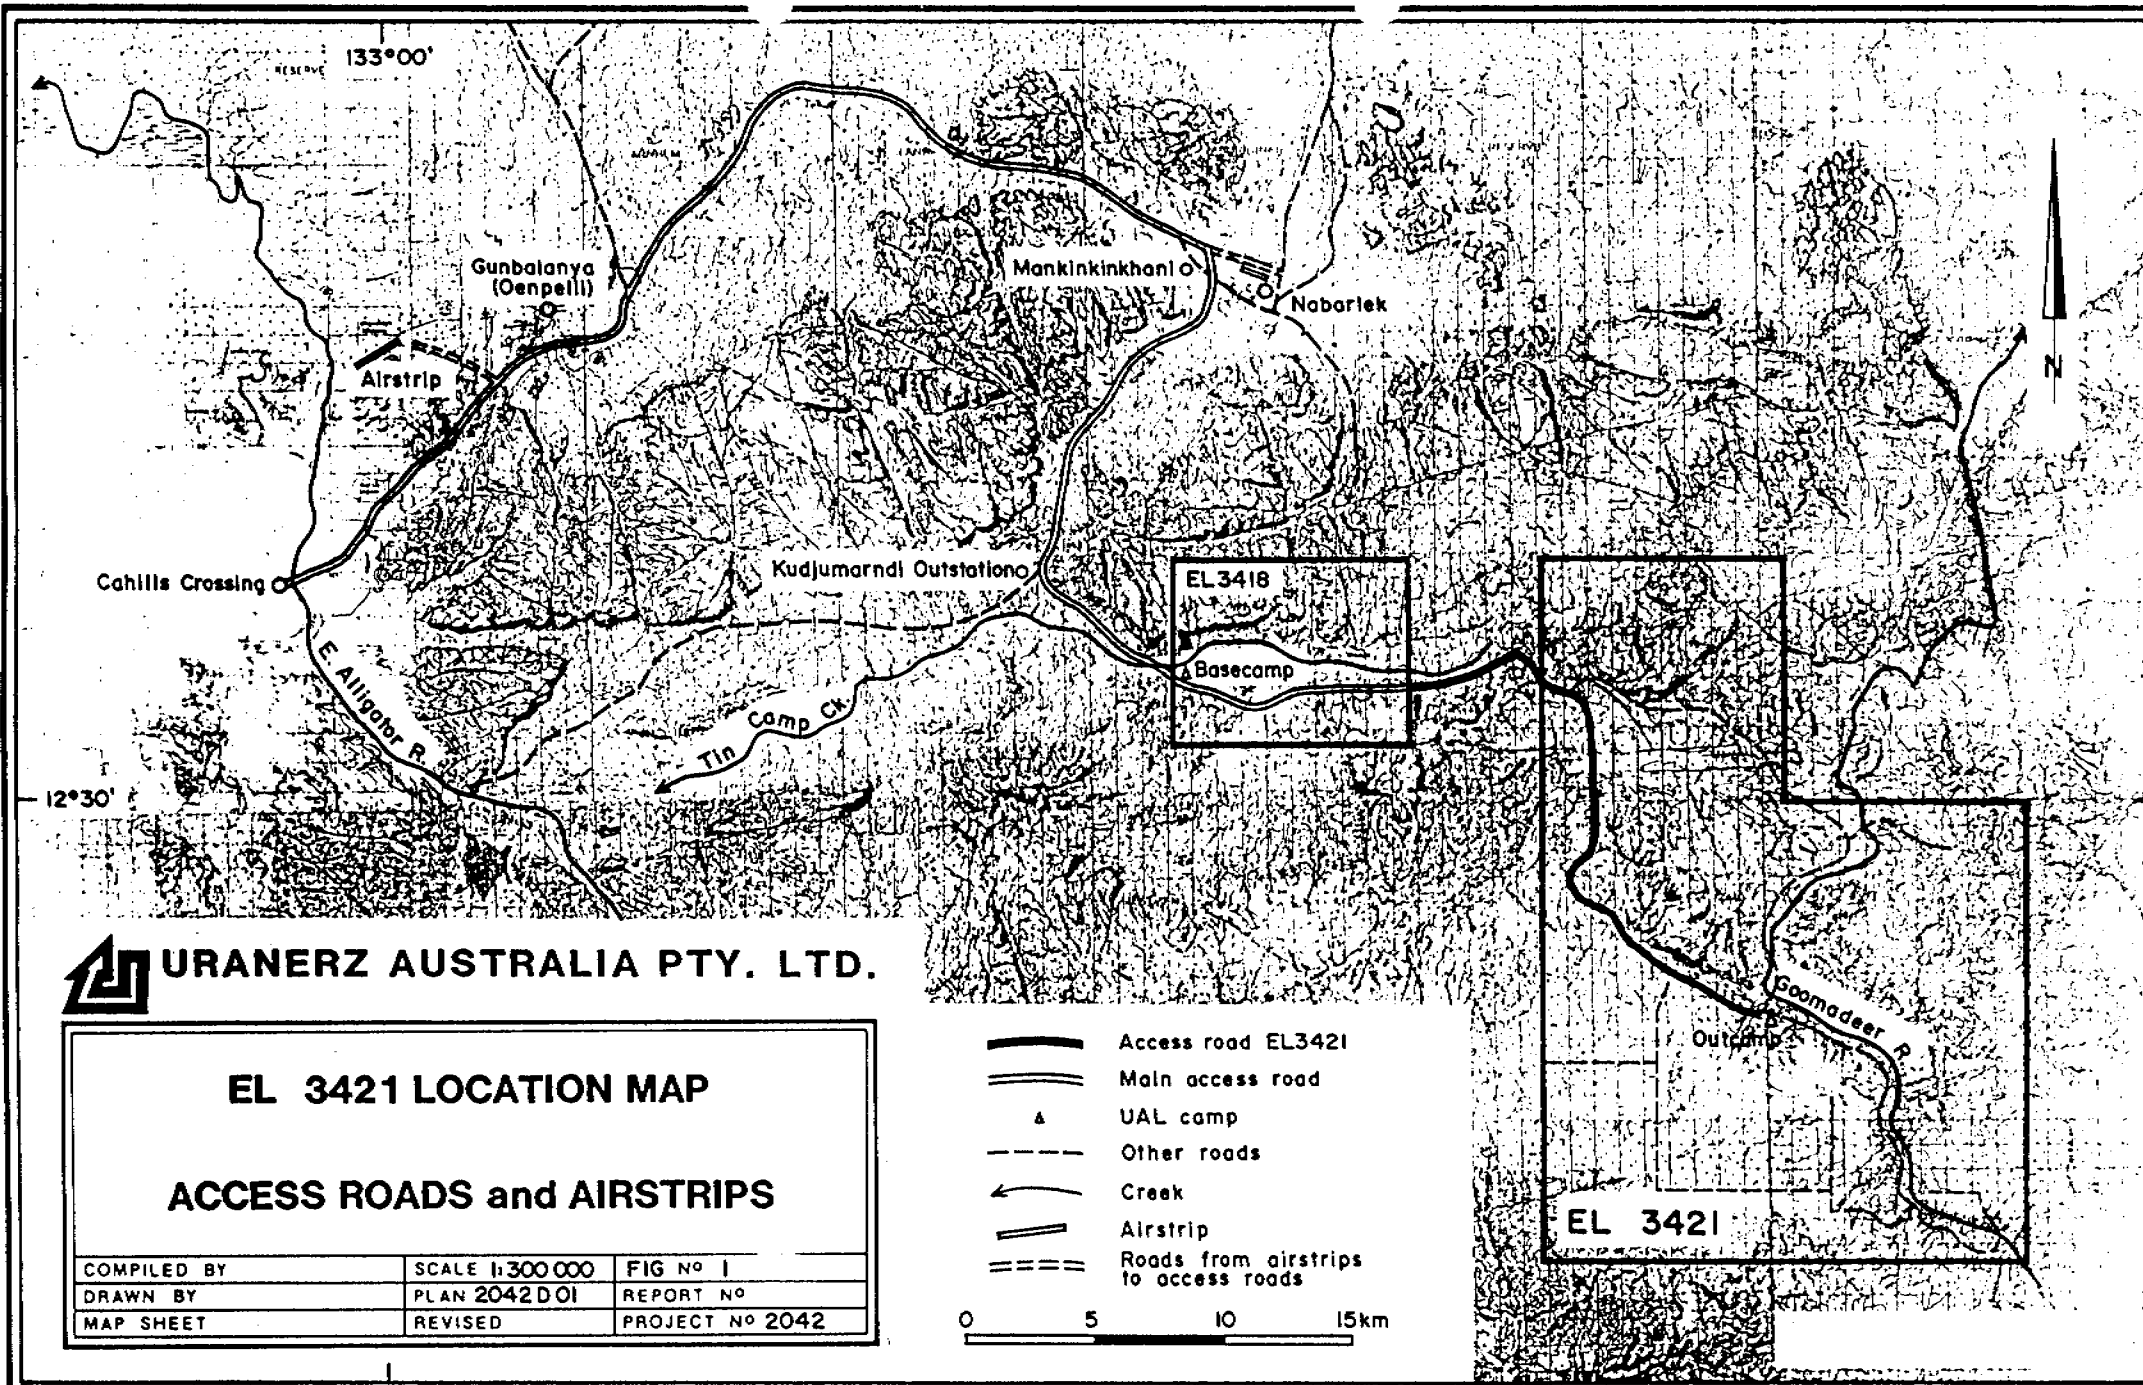 133°00'
RESERVE
ARNHEM
LAND
RESERVE
Gunbalanya
(Oenpelli)
Mankinkinkhani
Nabarlek
Airstrip
N
Cahills Crossing
Kudjumarndi Outstation
EL3418
Basecamp
E. Alligator R.
Tin Camp Ck.
12°30'
Goomadeer R.
Outcamp
EL 3421
URANERZ AUSTRALIA PTY. LTD.
EL 3421 LOCATION MAP
ACCESS ROADS and AIRSTRIPS
COMPILED BY
SCALE 1:300 000
FIG Nº 1
DRAWN BY
PLAN 2042 D 01
REPORT Nº
MAP SHEET
REVISED
PROJECT Nº 2042
Access road EL3421
Main access road
UAL camp
Other roads
Creek
Airstrip
Roads from airstrips
to access roads
0 5 10 15km